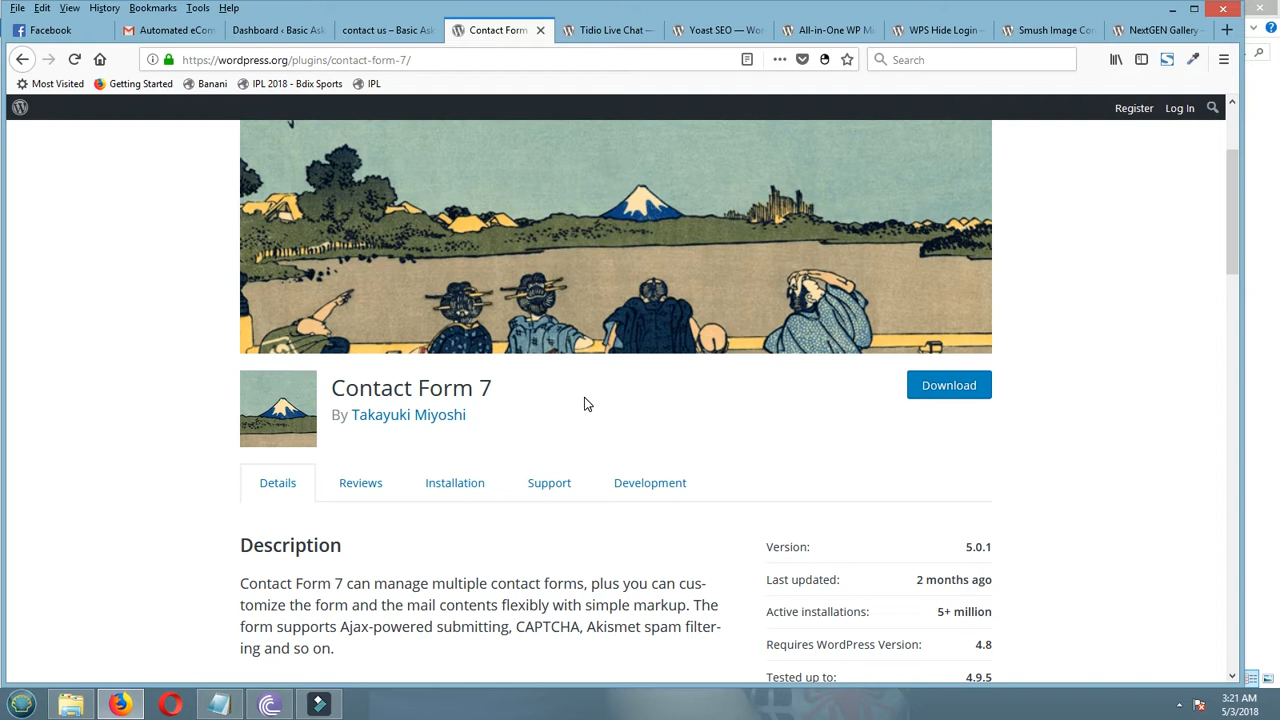 File Edit View History Bookmarks Tools Help
Facebook
Automated eCom
Dashboard ‹ Basic Ask
contact us – Basic Ask
Contact Form
Tidio Live Chat —
Yoast SEO — Wor
All-in-One WP M
WPS Hide Login –
Smush Image Com
NextGEN Gallery –
https://wordpress.org/plugins/contact-form-7/
Search
Most Visited Getting Started Banani IPL 2018 - Bdix Sports IPL
Register Log In
Contact Form 7
By Takayuki Miyoshi
Download
Details Reviews Installation Support Development
Description
Contact Form 7 can manage multiple contact forms, plus you can cus-
tomize the form and the mail contents flexibly with simple markup. The
form supports Ajax-powered submitting, CAPTCHA, Akismet spam filter-
ing and so on.
Version: 5.0.1
Last updated: 2 months ago
Active installations: 5+ million
Requires WordPress Version: 4.8
Tested up to: 4.9.5
3:21 AM
5/3/2018